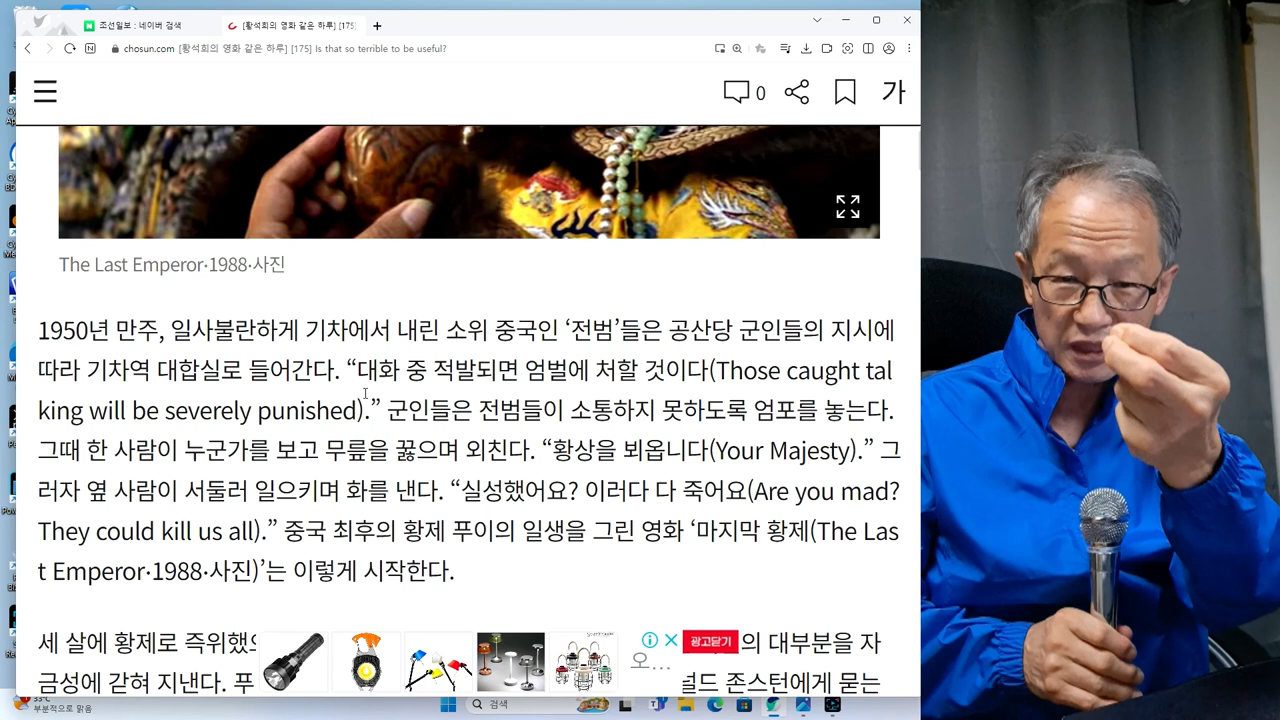 조선일보 : 네이버 검색
[황석희의 영화 같은 하루] [175]
chosun.com [황석희의 영화 같은 하루] [175] Is that so terrible to be useful?
0
가
The Last Emperor·1988·사진
1950년 만주, 일사불란하게 기차에서 내린 소위 중국인 ‘전범’들은 공산당 군인들의 지시에
따라 기차역 대합실로 들어간다. “대화 중 적발되면 엄벌에 처할 것이다(Those caught tal
king will be severely punished).” 군인들은 전범들이 소통하지 못하도록 엄포를 놓는다.
그때 한 사람이 누군가를 보고 무릎을 꿇으며 외친다. “황상을 뵈옵니다(Your Majesty).” 그
러자 옆 사람이 서둘러 일으키며 화를 낸다. “실성했어요? 이러다 다 죽어요(Are you mad?
They could kill us all).” 중국 최후의 황제 푸이의 일생을 그린 영화 ‘마지막 황제(The Las
t Emperor·1988·사진)’는 이렇게 시작한다.
세 살에 황제로 즉위했 의 대부분을 자
오...
광고닫기
금성에 갇혀 지낸다. 푸 널드 존스턴에게 묻는
33°C
부분적으로 맑음
검색